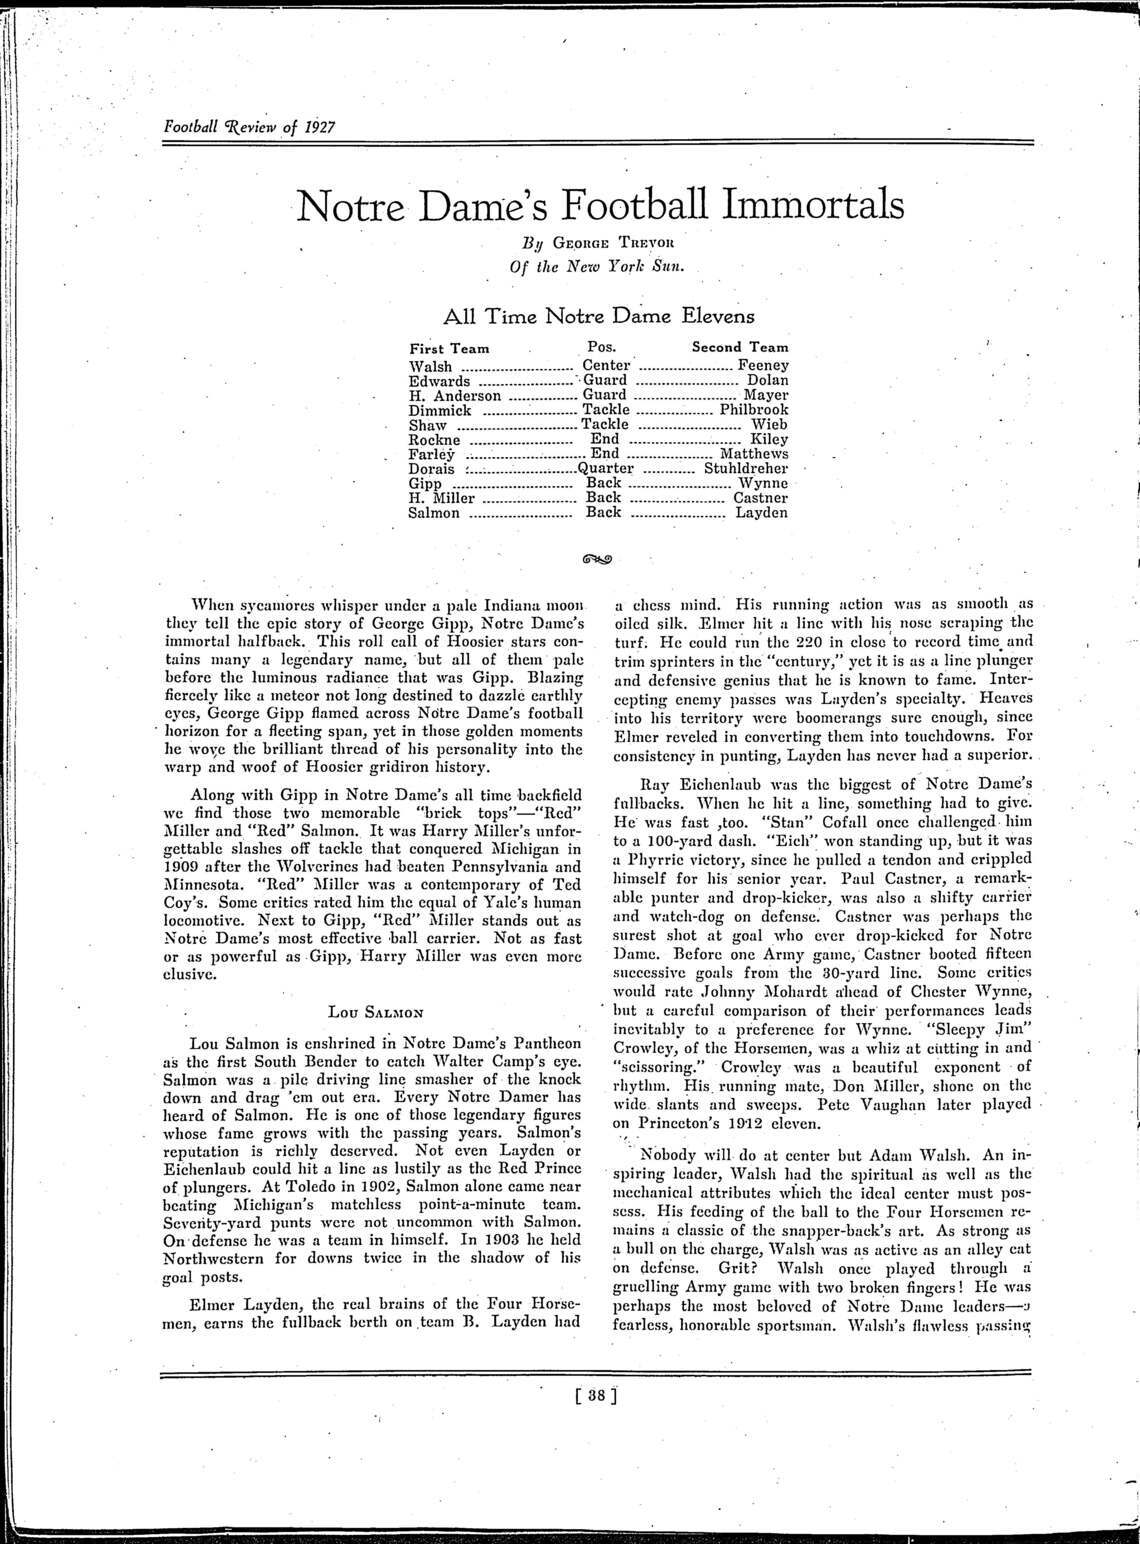 Football Review of 1927
Notre Dame's Football Immortals
By George Trevor
Of the New York Sun.
All Time Notre Dame Elevens
First Team Pos. Second Team
Walsh Center Feeney
Edwards Guard Dolan
H. Anderson Guard Mayer
Dimmick Tackle Philbrook
Shaw Tackle Wieb
Rockne End Kiley
Farley End Matthews
Dorais Quarter Stuhldreher
Gipp Back Wynne
H. Miller Back Castner
Salmon Back Layden
When sycamores whisper under a pale Indiana moon
they tell the epic story of George Gipp, Notre Dame's
immortal halfback. This roll call of Hoosier stars con-
tains many a legendary name, but all of them pale
before the luminous radiance that was Gipp. Blazing
fiercely like a meteor not long destined to dazzle earthly
eyes, George Gipp flamed across Notre Dame's football
horizon for a fleeting span, yet in those golden moments
he wove the brilliant thread of his personality into the
warp and woof of Hoosier gridiron history.
Along with Gipp in Notre Dame's all time backfield
we find those two memorable "brick tops"—"Red"
Miller and "Red" Salmon. It was Harry Miller's unfor-
gettable slashes off tackle that conquered Michigan in
1909 after the Wolverines had beaten Pennsylvania and
Minnesota. "Red" Miller was a contemporary of Ted
Coy's. Some critics rated him the equal of Yale's human
locomotive. Next to Gipp, "Red" Miller stands out as
Notre Dame's most effective ball carrier. Not as fast
or as powerful as Gipp, Harry Miller was even more
elusive.
Lou Salmon
Lou Salmon is enshrined in Notre Dame's Pantheon
as the first South Bender to catch Walter Camp's eye.
Salmon was a pile driving line smasher of the knock
down and drag 'em out era. Every Notre Damer has
heard of Salmon. He is one of those legendary figures
whose fame grows with the passing years. Salmon's
reputation is richly deserved. Not even Layden or
Eichenlaub could hit a line as lustily as the Red Prince
of plungers. At Toledo in 1902, Salmon alone came near
beating Michigan's matchless point-a-minute team.
Seventy-yard punts were not uncommon with Salmon.
On defense he was a team in himself. In 1903 he held
Northwestern for downs twice in the shadow of his
goal posts.
Elmer Layden, the real brains of the Four Horse-
men, earns the fullback berth on team B. Layden had
a chess mind. His running action was as smooth as
oiled silk. Elmer hit a line with his nose scraping the
turf. He could run the 220 in close to record time and
trim sprinters in the "century," yet it is as a line plunger
and defensive genius that he is known to fame. Inter-
cepting enemy passes was Layden's specialty. Heaves
into his territory were boomerangs sure enough, since
Elmer reveled in converting them into touchdowns. For
consistency in punting, Layden has never had a superior.
Ray Eichenlaub was the biggest of Notre Dame's
fullbacks. When he hit a line, something had to give.
He was fast ,too. "Stan" Cofall once challenged him
to a 100-yard dash. "Eich" won standing up, but it was
a Phyrric victory, since he pulled a tendon and crippled
himself for his senior year. Paul Castner, a remark-
able punter and drop-kicker, was also a shifty carrier
and watch-dog on defense. Castner was perhaps the
surest shot at goal who ever drop-kicked for Notre
Dame. Before one Army game, Castner booted fifteen
successive goals from the 30-yard line. Some critics
would rate Johnny Mohardt ahead of Chester Wynne,
but a careful comparison of their performances leads
inevitably to a preference for Wynne. "Sleepy Jim"
Crowley, of the Horsemen, was a whiz at cutting in and
"scissoring." Crowley was a beautiful exponent of
rhythm. His running mate, Don Miller, shone on the
wide slants and sweeps. Pete Vaughan later played
on Princeton's 1912 eleven.
Nobody will do at center but Adam Walsh. An in-
spiring leader, Walsh had the spiritual as well as the
mechanical attributes which the ideal center must pos-
sess. His feeding of the ball to the Four Horsemen re-
mains a classic of the snapper-back's art. As strong as
a bull on the charge, Walsh was as active as an alley cat
on defense. Grit? Walsh once played through a
gruelling Army game with two broken fingers! He was
perhaps the most beloved of Notre Dame leaders—a
fearless, honorable sportsman. Walsh's flawless passing
[ 38 ]